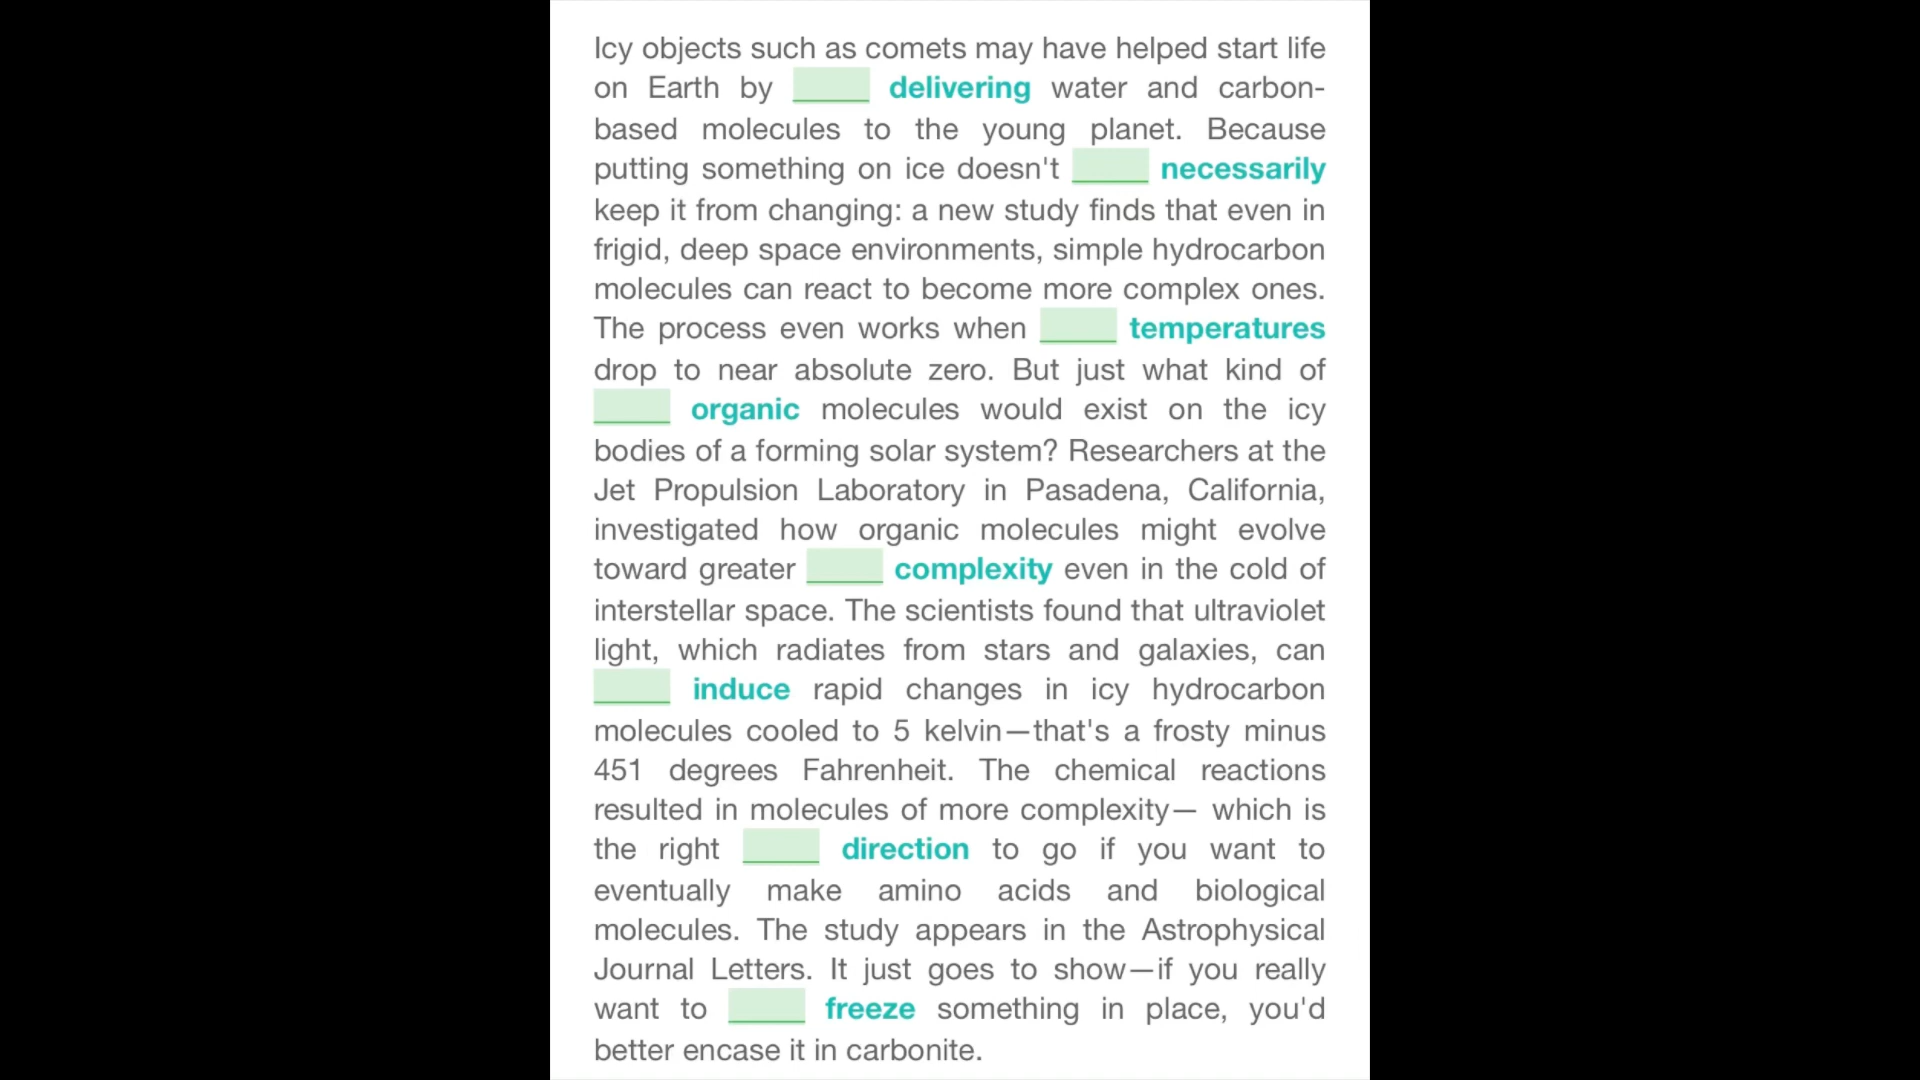 Icy objects such as comets may have helped start life
on Earth by ____ delivering water and carbon-
based molecules to the young planet. Because
putting something on ice doesn't ____ necessarily
keep it from changing: a new study finds that even in
frigid, deep space environments, simple hydrocarbon
molecules can react to become more complex ones.
The process even works when ____ temperatures
drop to near absolute zero. But just what kind of
____ organic molecules would exist on the icy
bodies of a forming solar system? Researchers at the
Jet Propulsion Laboratory in Pasadena, California,
investigated how organic molecules might evolve
toward greater ____ complexity even in the cold of
interstellar space. The scientists found that ultraviolet
light, which radiates from stars and galaxies, can
____ induce rapid changes in icy hydrocarbon
molecules cooled to 5 kelvin—that's a frosty minus
451 degrees Fahrenheit. The chemical reactions
resulted in molecules of more complexity— which is
the right ____ direction to go if you want to
eventually make amino acids and biological
molecules. The study appears in the Astrophysical
Journal Letters. It just goes to show—if you really
want to ____ freeze something in place, you'd
better encase it in carbonite.